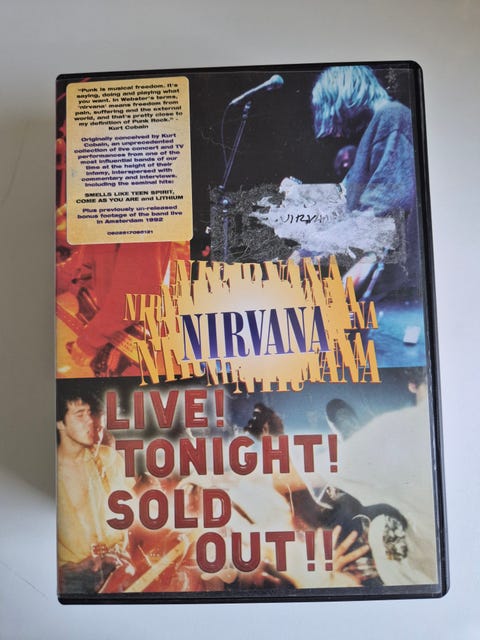 "Punk is musical freedom. It's
saying, doing and playing what
you want. In Webster's terms,
'nirvana' means freedom from
pain, suffering and the external
world, and that's pretty close to
my definition of Punk Rock." -
Kurt Cobain
Originally conceived by Kurt
Cobain, an unprecedented
collection of live concert and TV
performances from one of the
most influential bands of our
time at the height of their
infamy, interspersed with
commentary and interviews,
including the seminal hits:
SMELLS LIKE TEEN SPIRIT,
COME AS YOU ARE and LITHIUM
Plus previously un-released
bonus footage of the band live
in Amsterdam 1992
NIRVANA
LIVE!
TONIGHT!
SOLD
OUT!!